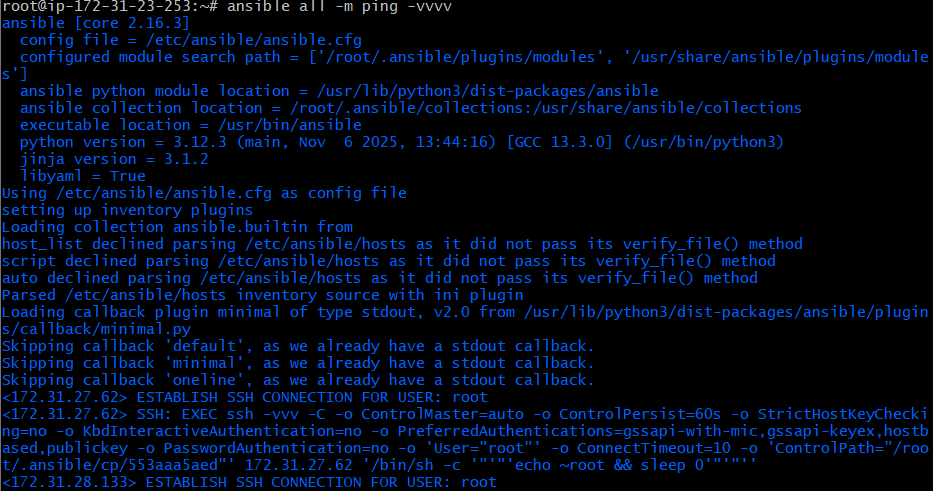 root@ip-172-31-23-253:~# ansible all -m ping -vvvv
ansible [core 2.16.3]
  config file = /etc/ansible/ansible.cfg
  configured module search path = ['/root/.ansible/plugins/modules', '/usr/share/ansible/plugins/module
s']
  ansible python module location = /usr/lib/python3/dist-packages/ansible
  ansible collection location = /root/.ansible/collections:/usr/share/ansible/collections
  executable location = /usr/bin/ansible
  python version = 3.12.3 (main, Nov  6 2025, 13:44:16) [GCC 13.3.0] (/usr/bin/python3)
  jinja version = 3.1.2
  libyaml = True
Using /etc/ansible/ansible.cfg as config file
setting up inventory plugins
Loading collection ansible.builtin from
host_list declined parsing /etc/ansible/hosts as it did not pass its verify_file() method
script declined parsing /etc/ansible/hosts as it did not pass its verify_file() method
auto declined parsing /etc/ansible/hosts as it did not pass its verify_file() method
Parsed /etc/ansible/hosts inventory source with ini plugin
Loading callback plugin minimal of type stdout, v2.0 from /usr/lib/python3/dist-packages/ansible/plugin
s/callback/minimal.py
Skipping callback 'default', as we already have a stdout callback.
Skipping callback 'minimal', as we already have a stdout callback.
Skipping callback 'oneline', as we already have a stdout callback.
<172.31.27.62> ESTABLISH SSH CONNECTION FOR USER: root
<172.31.27.62> SSH: EXEC ssh -vvv -C -o ControlMaster=auto -o ControlPersist=60s -o StrictHostKeyChecki
ng=no -o KbdInteractiveAuthentication=no -o PreferredAuthentications=gssapi-with-mic,gssapi-keyex,hostb
ased,publickey -o PasswordAuthentication=no -o 'User="root"' -o ConnectTimeout=10 -o 'ControlPath="/roo
t/.ansible/cp/553aaa5aed"' 172.31.27.62 '/bin/sh -c '"'"'echo ~root && sleep 0'"'"''
<172.31.28.133> ESTABLISH SSH CONNECTION FOR USER: root